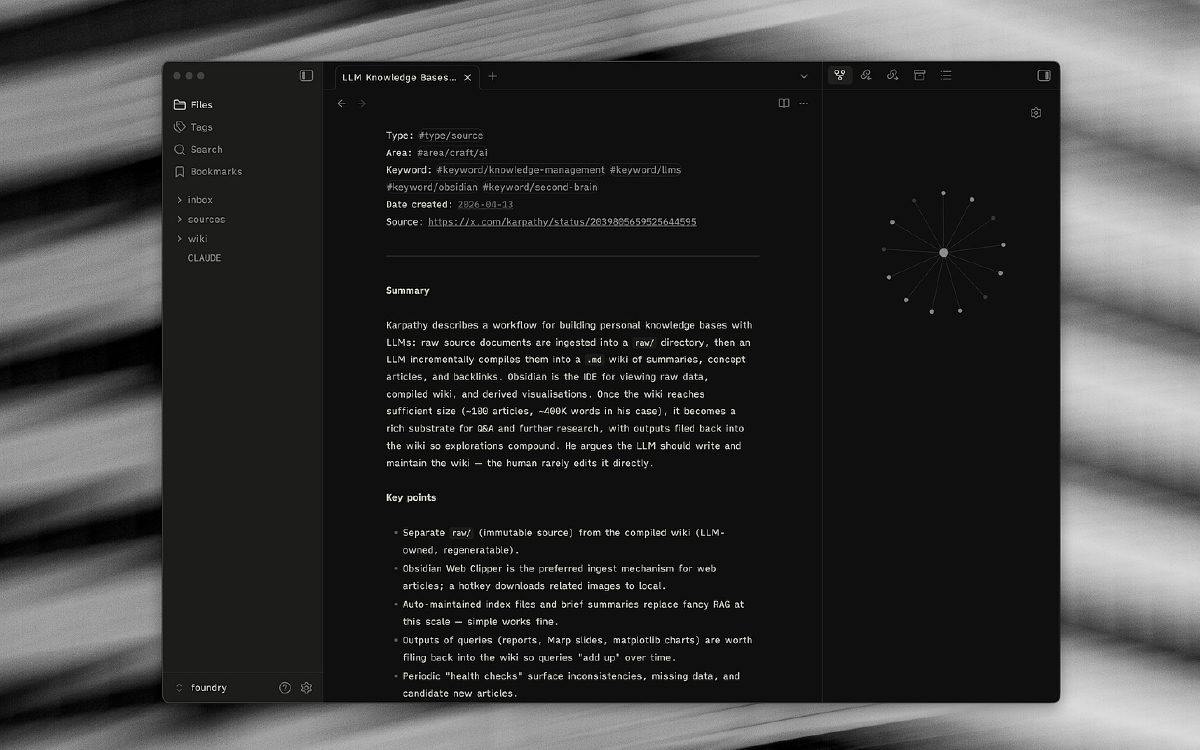 LLM Knowledge Bases...
Files
Tags
Search
Bookmarks
inbox
sources
wiki
CLAUDE
foundry
Type: #type/source
Area: #area/craft/ai
Keyword: #keyword/knowledge-management #keyword/llms
#keyword/obsidian #keyword/second-brain
Date created: 2026-04-13
Source: https://x.com/karpathy/status/2039805659525644595
Summary
Karpathy describes a workflow for building personal knowledge bases with
LLMs: raw source documents are ingested into a raw/ directory, then an
LLM incrementally compiles them into a .md wiki of summaries, concept
articles, and backlinks. Obsidian is the IDE for viewing raw data,
compiled wiki, and derived visualisations. Once the wiki reaches
sufficient size (~100 articles, ~400K words in his case), it becomes a
rich substrate for Q&A and further research, with outputs filed back into
the wiki so explorations compound. He argues the LLM should write and
maintain the wiki — the human rarely edits it directly.
Key points
Separate raw/ (immutable source) from the compiled wiki (LLM-
owned, regeneratable).
Obsidian Web Clipper is the preferred ingest mechanism for web
articles; a hotkey downloads related images to local.
Auto-maintained index files and brief summaries replace fancy RAG at
this scale — simple works fine.
Outputs of queries (reports, Marp slides, matplotlib charts) are worth
filing back into the wiki so queries "add up" over time.
Periodic "health checks" surface inconsistencies, missing data, and
candidate new articles.